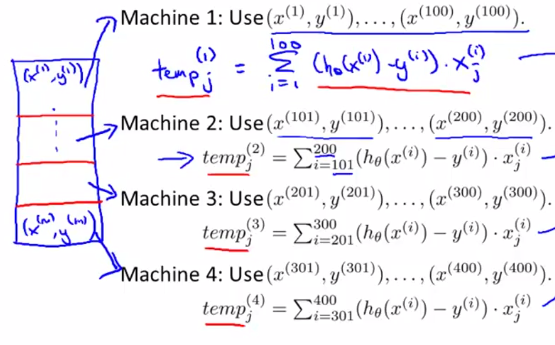 Machine 1: Use (x^(1), y^(1)), ..., (x^(100), y^(100)).
(x^(1), y^(1))
temp_j^(1) = Σ_{i=1}^{100} (h_θ(x^(i)) - y^(i)) · x_j^(i)
Machine 2: Use (x^(101), y^(101)), ..., (x^(200), y^(200)).
temp_j^(2) = Σ_{i=101}^{200} (h_θ(x^(i)) − y^(i)) · x_j^(i)
Machine 3: Use (x^(201), y^(201)), ..., (x^(300), y^(300)).
(x^(m), y^(m))
temp_j^(3) = Σ_{i=201}^{300} (h_θ(x^(i)) − y^(i)) · x_j^(i)
Machine 4: Use (x^(301), y^(301)), ..., (x^(400), y^(400)).
temp_j^(4) = Σ_{i=301}^{400} (h_θ(x^(i)) − y^(i)) · x_j^(i)